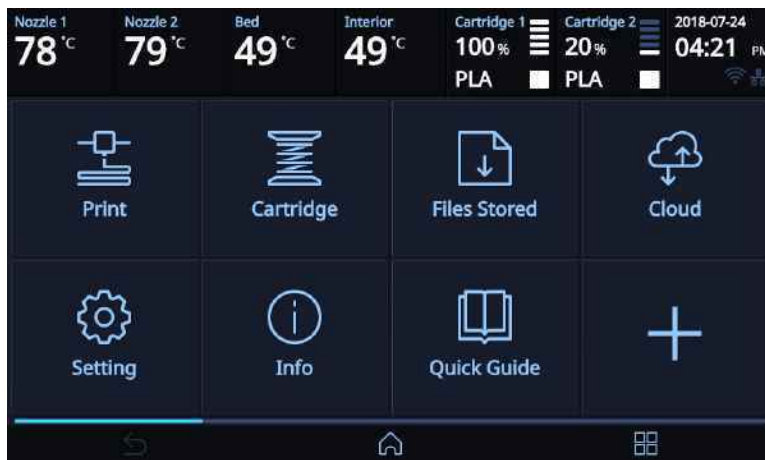 Nozzle 1 Nozzle 2 Bed Interior Cartridge 1 Cartridge 2 2018-07-24
78 °C 79 °C 49 °C 49 °C 100 % 20 % 04:21 PM
PLA PLA
Print Cartridge Files Stored Cloud
Setting Info Quick Guide